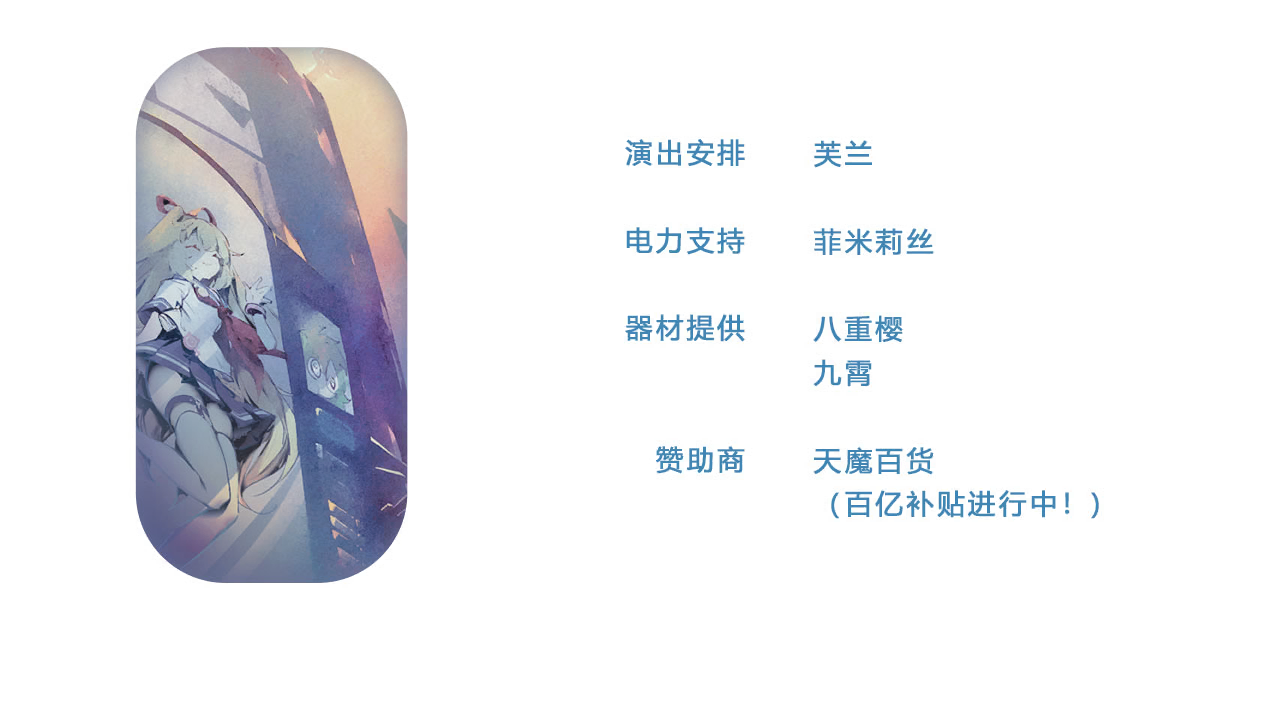 演出安排 芙兰
电力支持 菲米莉丝
器材提供 八重樱
九霄
赞助商 天魔百货
（百亿补贴进行中！）